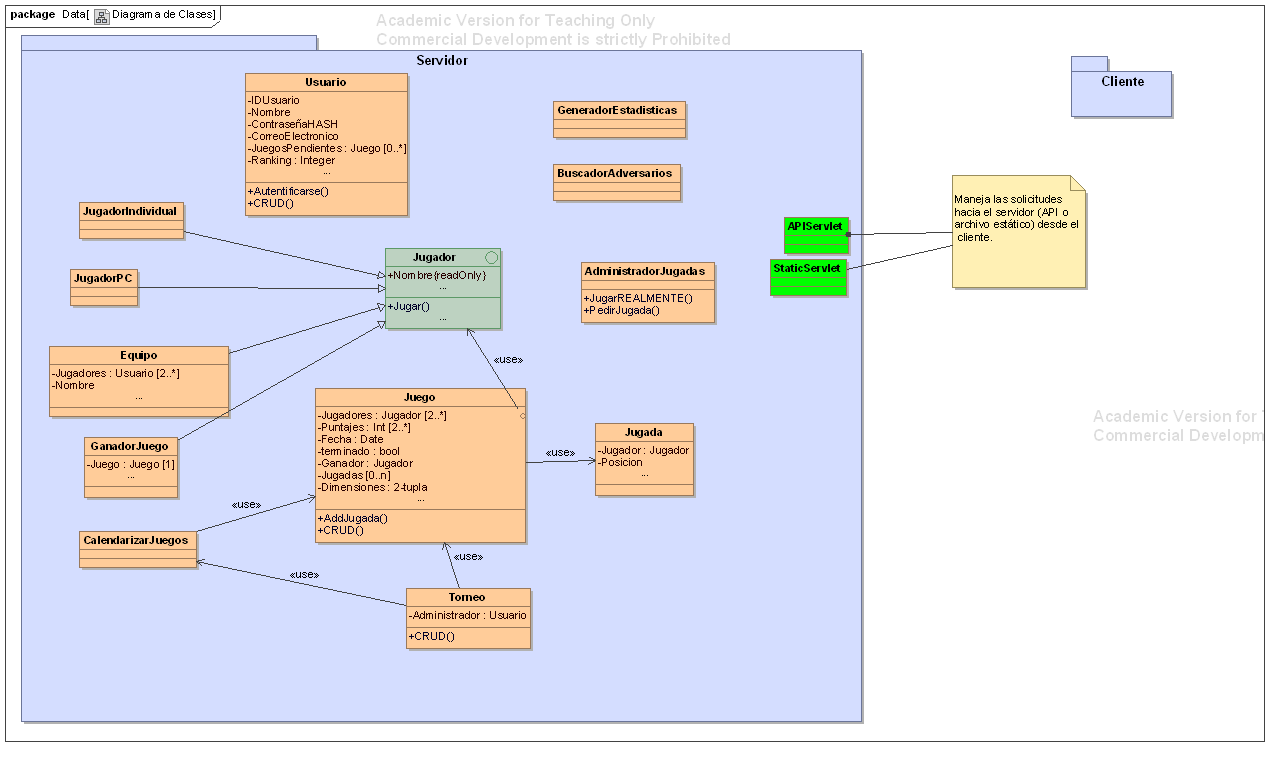 package Data[ Diagrama de Clases]
Academic Version for Teaching Only
Commercial Development is strictly Prohibited
Servidor
Usuario
-IDUsuario
-Nombre
-ContraseñaHASH
-CorreoElectronico
-JuegosPendientes : Juego [0..*]
-Ranking : Integer
...
+Autentificarse()
+CRUD()
GeneradorEstadisticas
BuscadorAdversarios
Cliente
JugadorIndividual
JugadorPC
Jugador
+Nombre{readOnly}
...
+Jugar()
...
AdministradorJugadas
+JugarREALMENTE()
+PedirJugada()
APIServlet
StaticServlet
Maneja las solicitudes
hacia el servidor (API o
archivo estático) desde el
cliente.
Equipo
-Jugadores : Usuario [2..*]
-Nombre
...
«use»
GanadorJuego
-Juego : Juego [1]
...
Juego
-Jugadores : Jugador [2..*]
-Puntajes : Int [2..*]
-Fecha : Date
-terminado : bool
-Ganador : Jugador
-Jugadas [0..n]
-Dimensiones : 2-tupla
...
+AddJugada()
+CRUD()
«use»
Jugada
-Jugador : Jugador
-Posicion
...
Academic Version for
Commercial Developm
«use»
CalendarizarJuegos
«use»
«use»
Torneo
-Administrador : Usuario
+CRUD()